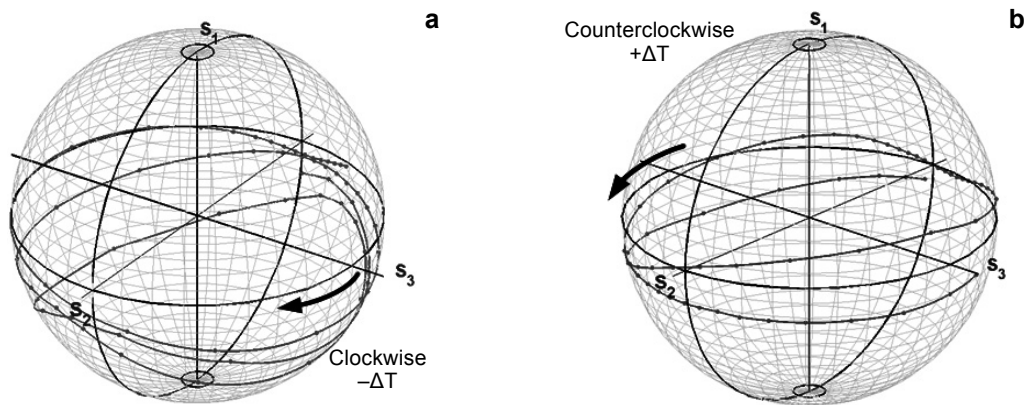 a
S1
S2
S3
Clockwise
–ΔT
b
Counterclockwise
+ΔT
S1
S2
S3